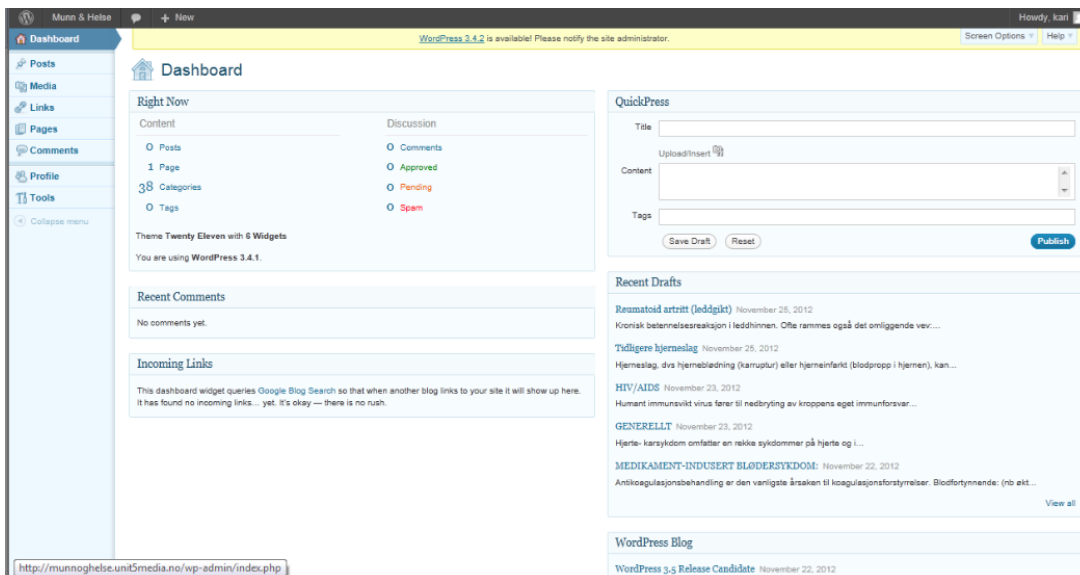 Munn & Helse
+ New
Howdy, kari
Dashboard
WordPress 3.4.2 is available! Please notify the site administrator.
Screen Options
Help
Posts
Media
Links
Pages
Comments
Profile
Tools
Collapse menu
Dashboard
Right Now
Content
Discussion
0 Posts
0 Comments
1 Page
0 Approved
38 Categories
0 Pending
0 Tags
0 Spam
Theme Twenty Eleven with 6 Widgets
You are using WordPress 3.4.1.
Recent Comments
No comments yet.
Incoming Links
This dashboard widget queries Google Blog Search so that when another blog links to your site it will show up here.
It has found no incoming links... yet. It's okay — there is no rush.
QuickPress
Title
Upload/Insert
Content
Tags
Save Draft
Reset
Publish
Recent Drafts
Reumatoid artritt (leddgikt) November 25, 2012
Kronisk betennelsesreaksjon i leddhinnen. Ofte rammes også det omliggende vev:...
Tidligere hjerneslag November 25, 2012
Hjerneslag, dvs hjerneblødning (karruptur) eller hjerneinfarkt (blodpropp i hjernen), kan...
HIV/AIDS November 23, 2012
Humant immunsvikt virus fører til nedbryting av kroppens eget immunforsvar...
GENERELLT November 23, 2012
Hjerte- karsykdom omfatter en rekke sykdommer på hjerte og i...
MEDIKAMENT-INDUSERT BLØDERSYKDOM: November 22, 2012
Antikoagulasjonsbehandling er den vanligste årsaken til koagulasjonsforstyrrelser. Blodfortynnende: (nb økt...
View all
WordPress Blog
WordPress 3.5 Release Candidate November 22, 2012
http://munnoghelse.unit5media.no/wp-admin/index.php